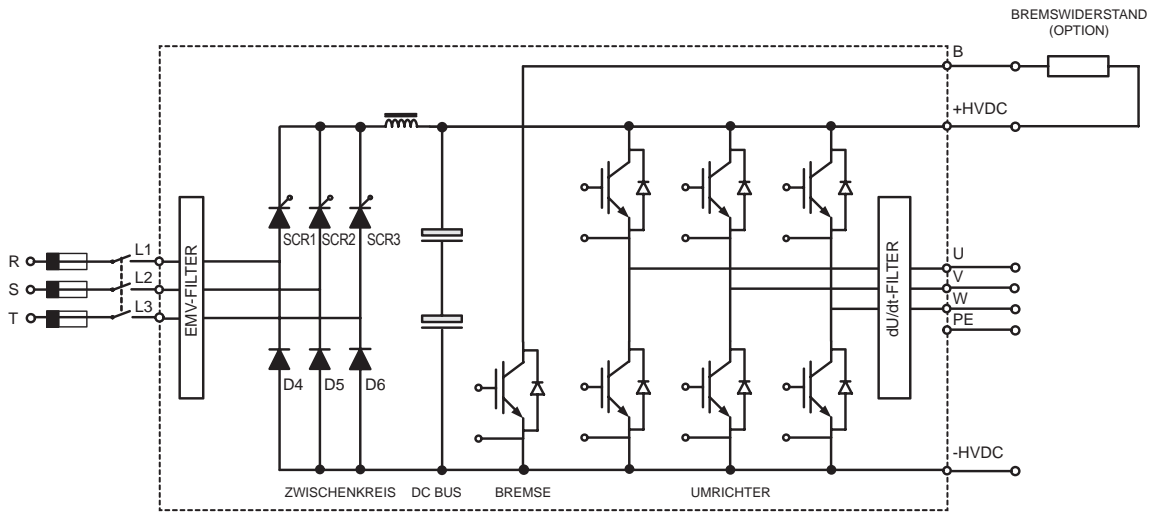 BREMSWIDERSTAND
(OPTION)
B
+HVDC
SCR1
SCR2
SCR3
EMV-FILTER
R
L1
S
L2
T
L3
dU/dt-FILTER
U
V
W
PE
D4
D5
D6
-HVDC
ZWISCHENKREIS
DC BUS
BREMSE
UMRICHTER